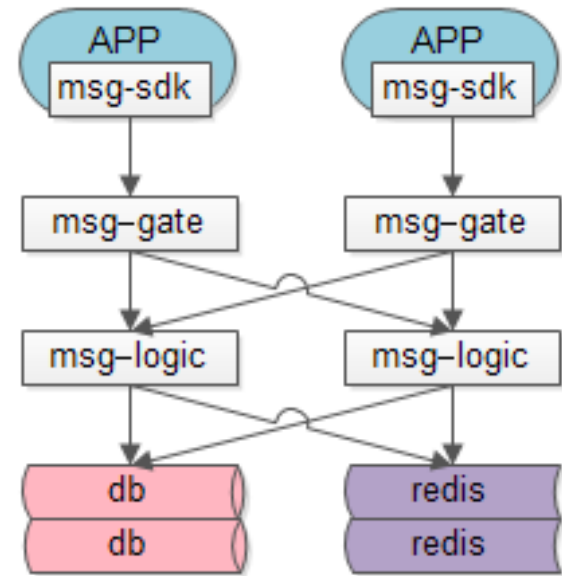 APP APP
msg-sdk msg-sdk
msg–gate msg–gate
msg–logic msg–logic
db redis
db redis